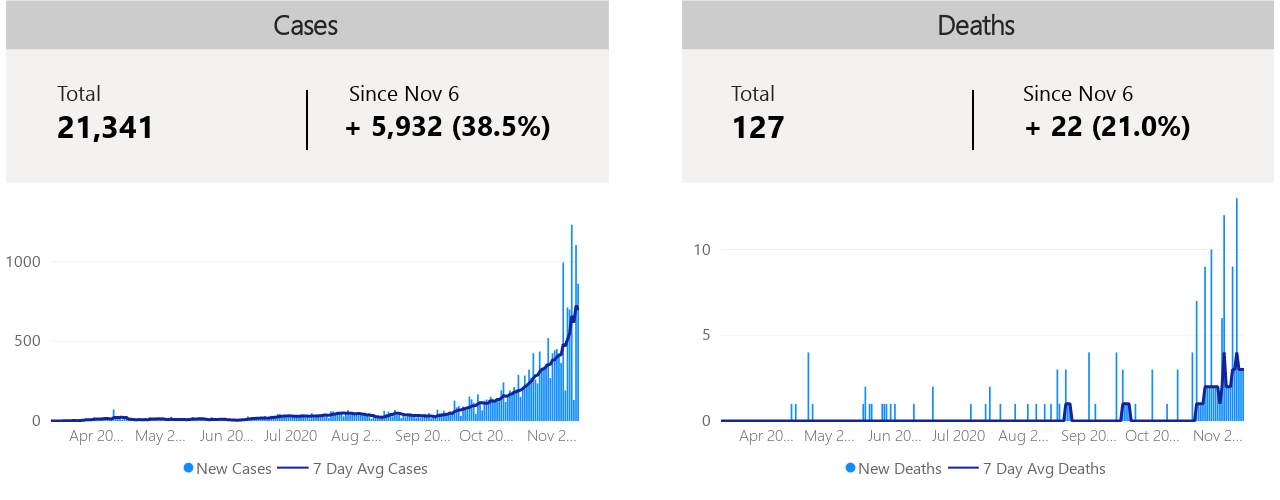 Cases
Total
Since Nov 6
21,341
+ 5,932 (38.5%)
1000
500
0
Apr 20... May 2... Jun 20... Jul 2020 Aug 2... Sep 20... Oct 20... Nov 2...
New Cases 7 Day Avg Cases
Deaths
Total
Since Nov 6
127
+ 22 (21.0%)
10
5
0
Apr 20... May 2... Jun 20... Jul 2020 Aug 2... Sep 20... Oct 20... Nov 2...
New Deaths 7 Day Avg Deaths